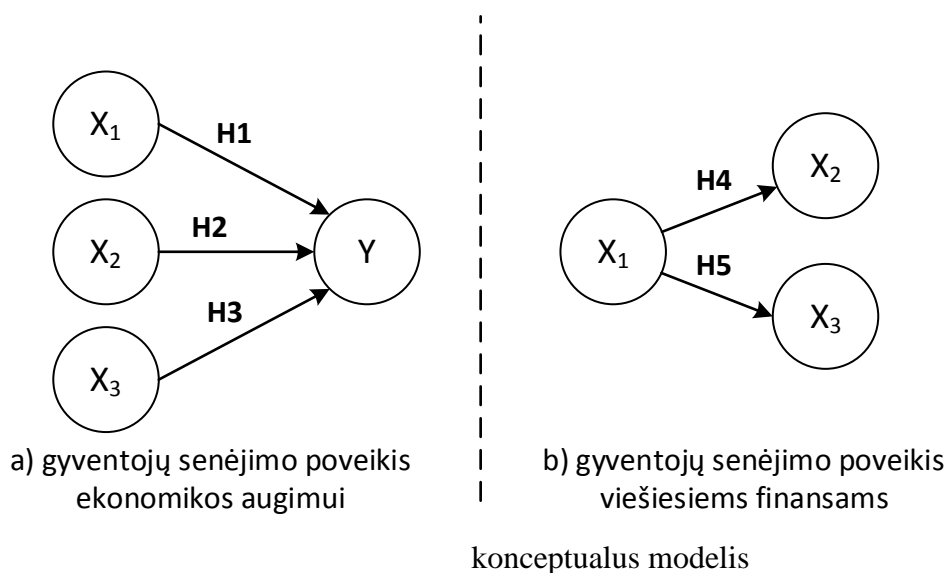 X₁
H1
X₂
H2
Y
H3
X₃
a) gyventojų senėjimo poveikis
ekonomikos augimui
H4
X₂
X₁
H5
X₃
b) gyventojų senėjimo poveikis
viešiesiems finansams
konceptualus modelis